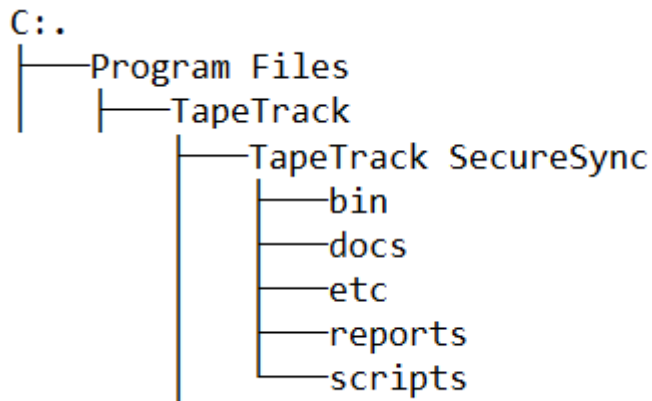 C:.
Program Files
TapeTrack
TapeTrack SecureSync
bin
docs
etc
reports
scripts